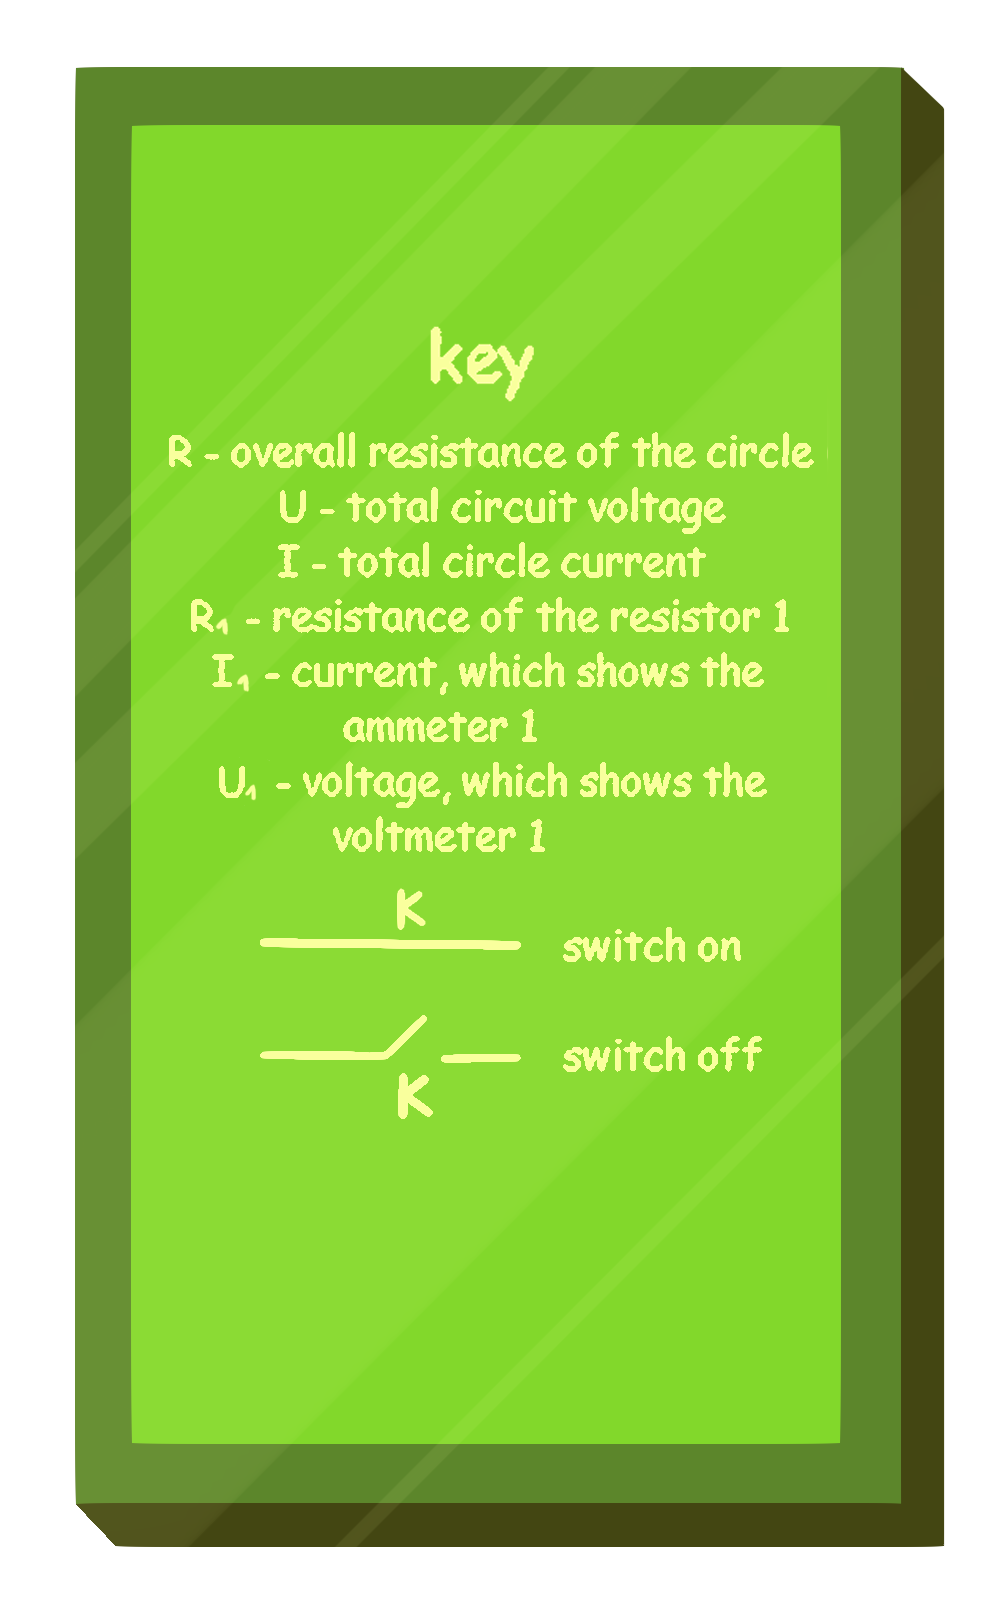 key
R - overall resistance of the circle
U - total circuit voltage
I - total circle current
R₁ - resistance of the resistor 1
I₁ - current, which shows the
ammeter 1
U₁ - voltage, which shows the
voltmeter 1
K
switch on
switch off
K